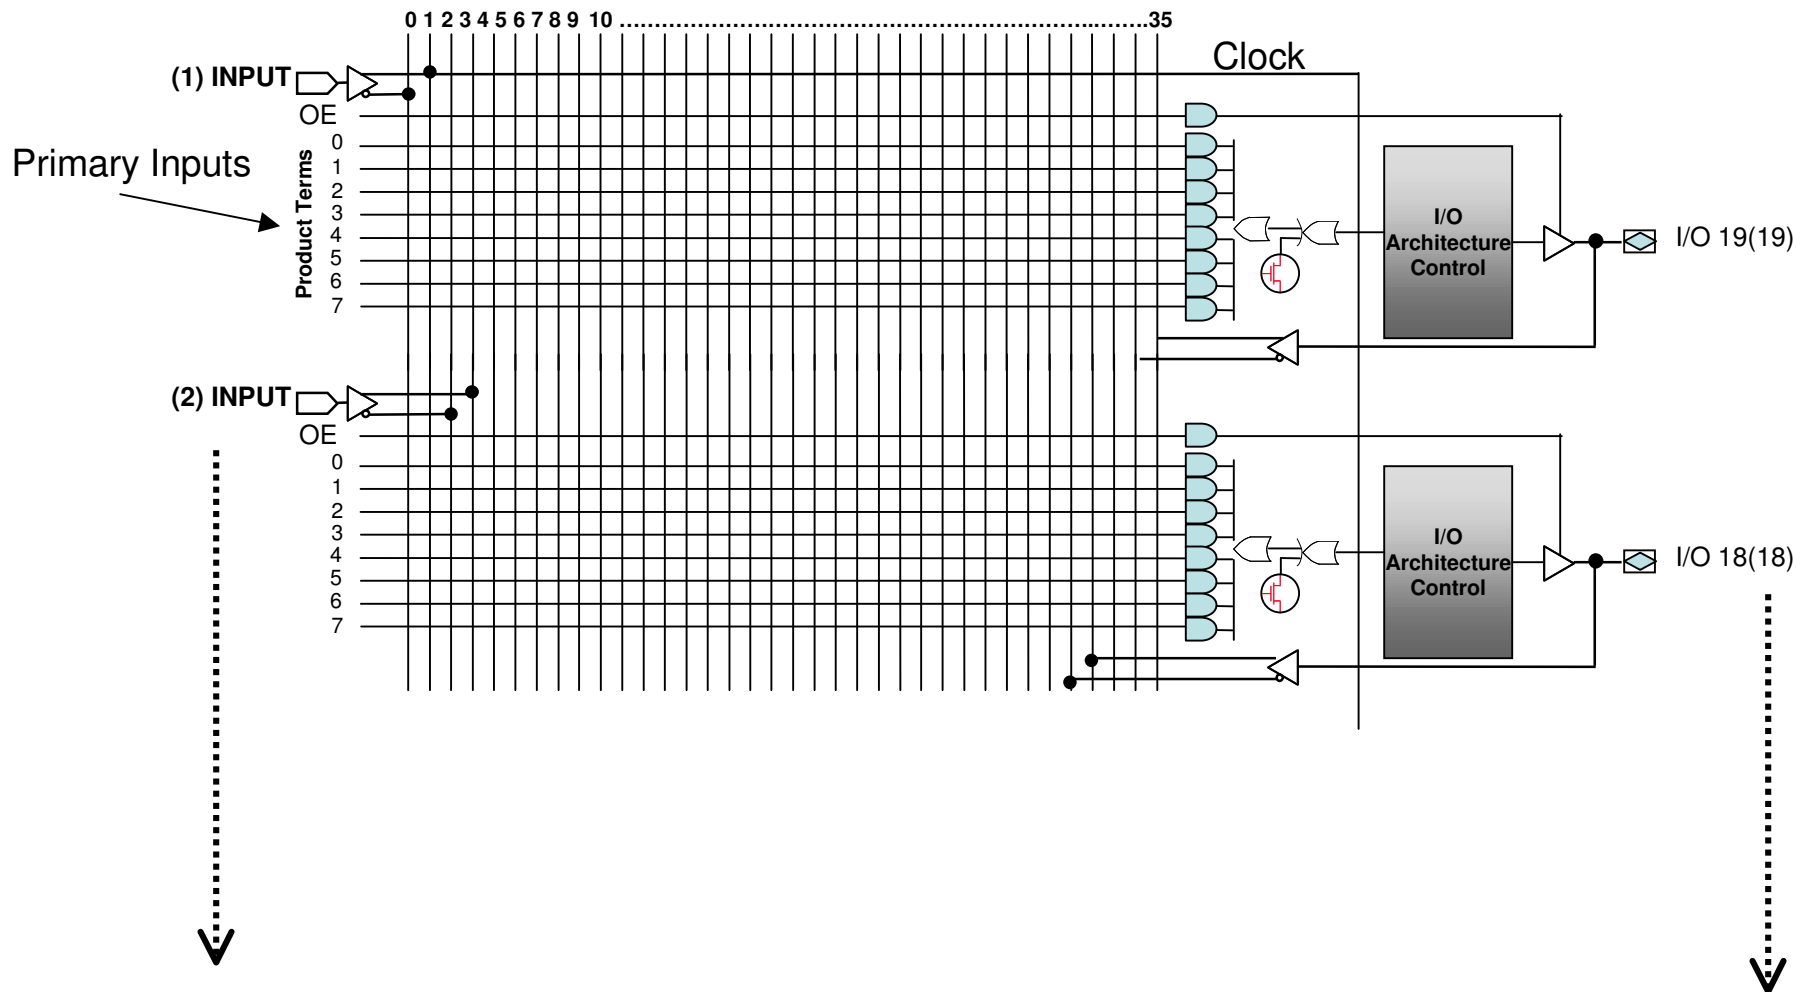 0 1 2 3 4 5 6 7 8 9 10 ..........................................................................................35
Clock
(1) INPUT
OE
Primary Inputs
Product Terms
0
1
2
3
4
5
6
7
I/O
Architecture
Control
I/O 19(19)
(2) INPUT
OE
0
1
2
3
4
5
6
7
I/O
Architecture
Control
I/O 18(18)